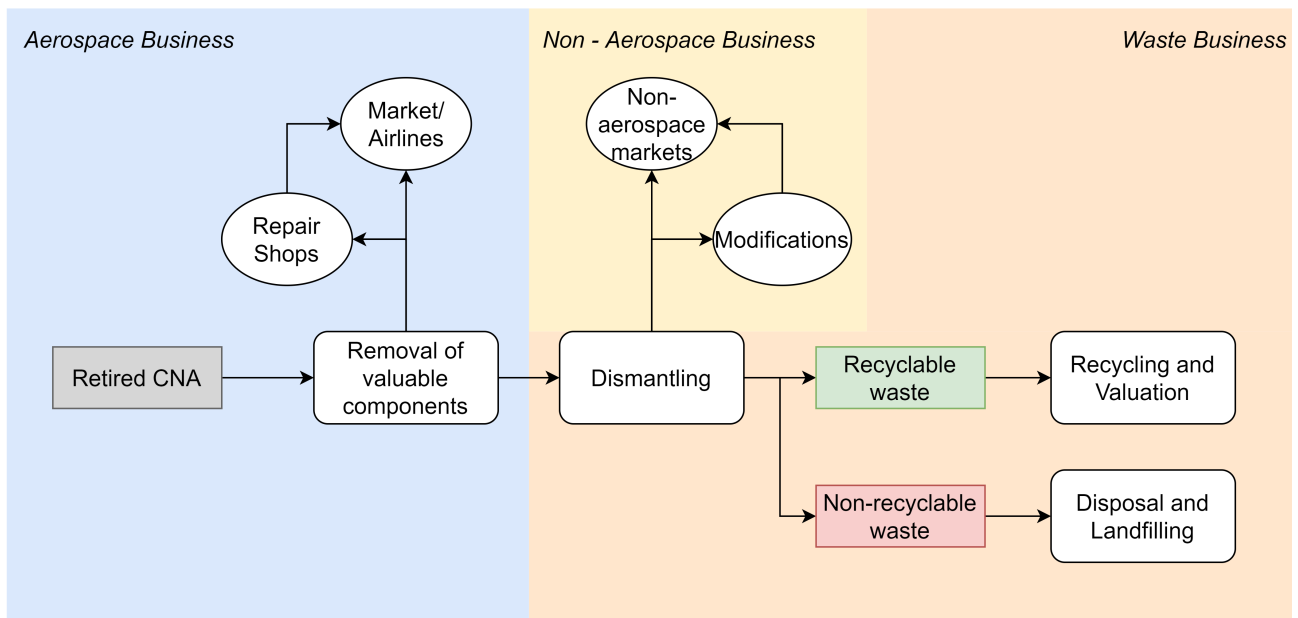 Aerospace Business
Non - Aerospace Business
Waste Business
Market/
Airlines
Non-
aerospace
markets
Repair
Shops
Modifications
Retired CNA
Removal of
valuable
components
Dismantling
Recyclable
waste
Recycling and
Valuation
Non-recyclable
waste
Disposal and
Landfilling